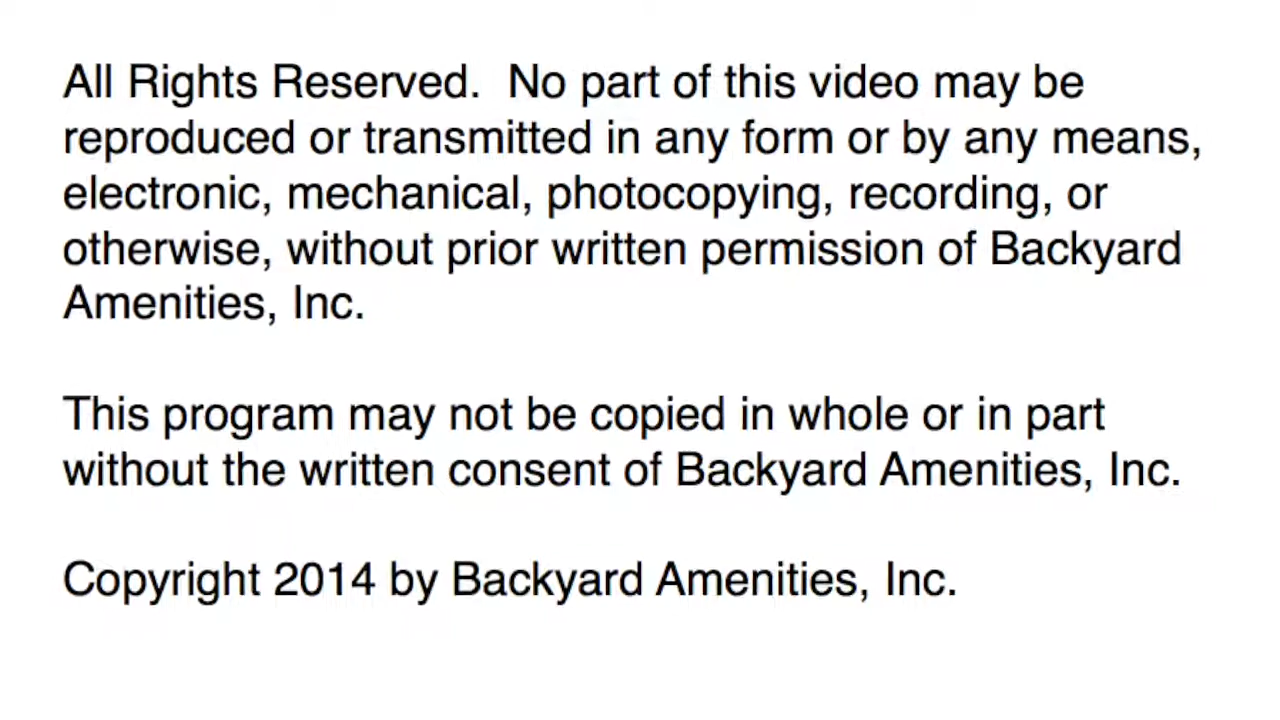 All Rights Reserved.  No part of this video may be
reproduced or transmitted in any form or by any means,
electronic, mechanical, photocopying, recording, or
otherwise, without prior written permission of Backyard
Amenities, Inc.
This program may not be copied in whole or in part
without the written consent of Backyard Amenities, Inc.
Copyright 2014 by Backyard Amenities, Inc.